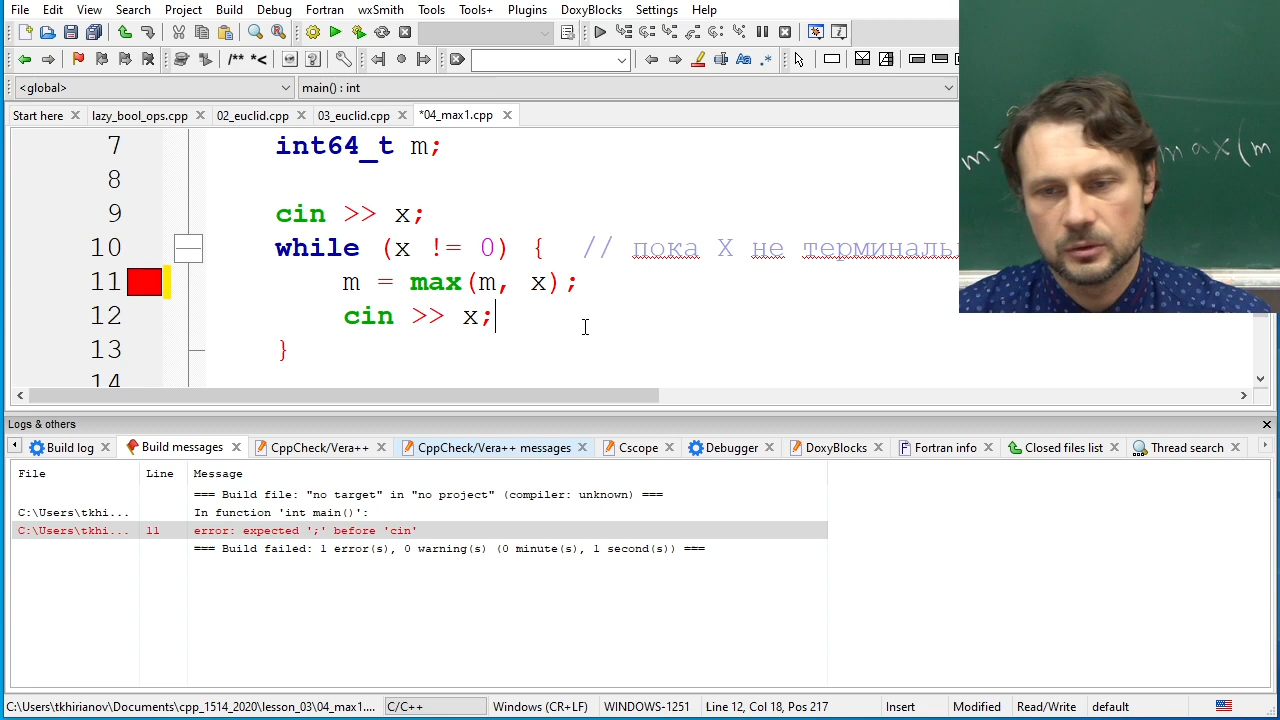 File Edit View Search Project Build Debug Fortran wxSmith Tools Tools+ Plugins DoxyBlocks Settings Help
<global> main() : int
Start here lazy_bool_ops.cpp 02_euclid.cpp 03_euclid.cpp *04_max1.cpp
7 int64_t m;
8
9 cin >> x;
10 while (x != 0) { // пока X не
11 m = max(m, x);
12 cin >> x;
13 }
14
max(m
Logs & others
Build log Build messages CppCheck/Vera++ CppCheck/Vera++ messages Cscope Debugger DoxyBlocks Fortran info Closed files list Thread search
File Line Message
=== Build file: "no target" in "no project" (compiler: unknown) ===
C:\Users\tkhi... In function 'int main()':
C:\Users\tkhi... 11 error: expected ';' before 'cin'
=== Build failed: 1 error(s), 0 warning(s) (0 minute(s), 1 second(s)) ===
C:\Users\tkhirianov\Documents\cpp_1514_2020\lesson_03\04_max1.... C/C++ Windows (CR+LF) WINDOWS-1251 Line 12, Col 18, Pos 217 Insert Modified Read/Write default